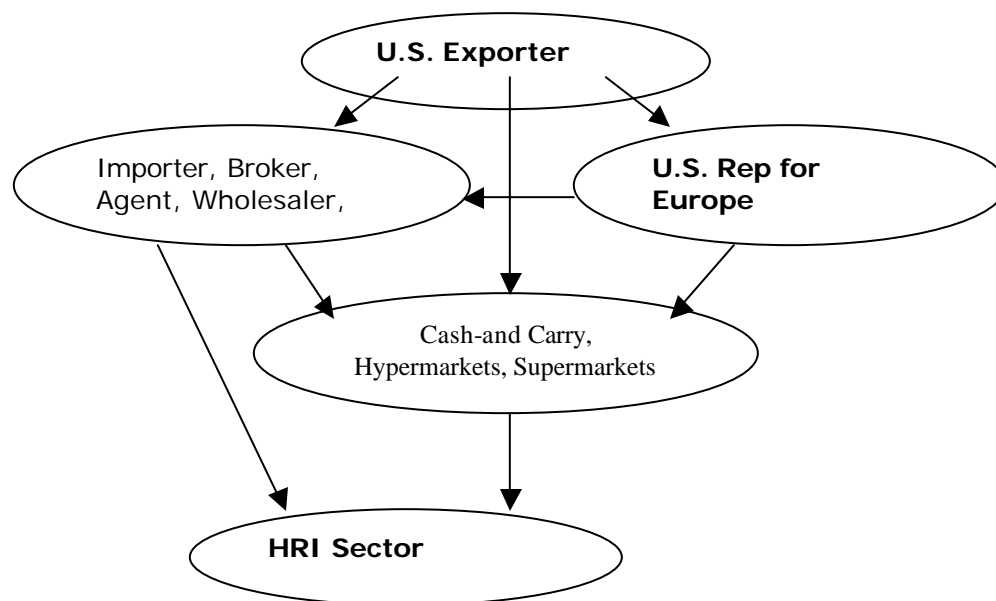 U.S. Exporter
Importer, Broker,
Agent, Wholesaler,
U.S. Rep for
Europe
Cash-and Carry,
Hypermarkets, Supermarkets
HRI Sector